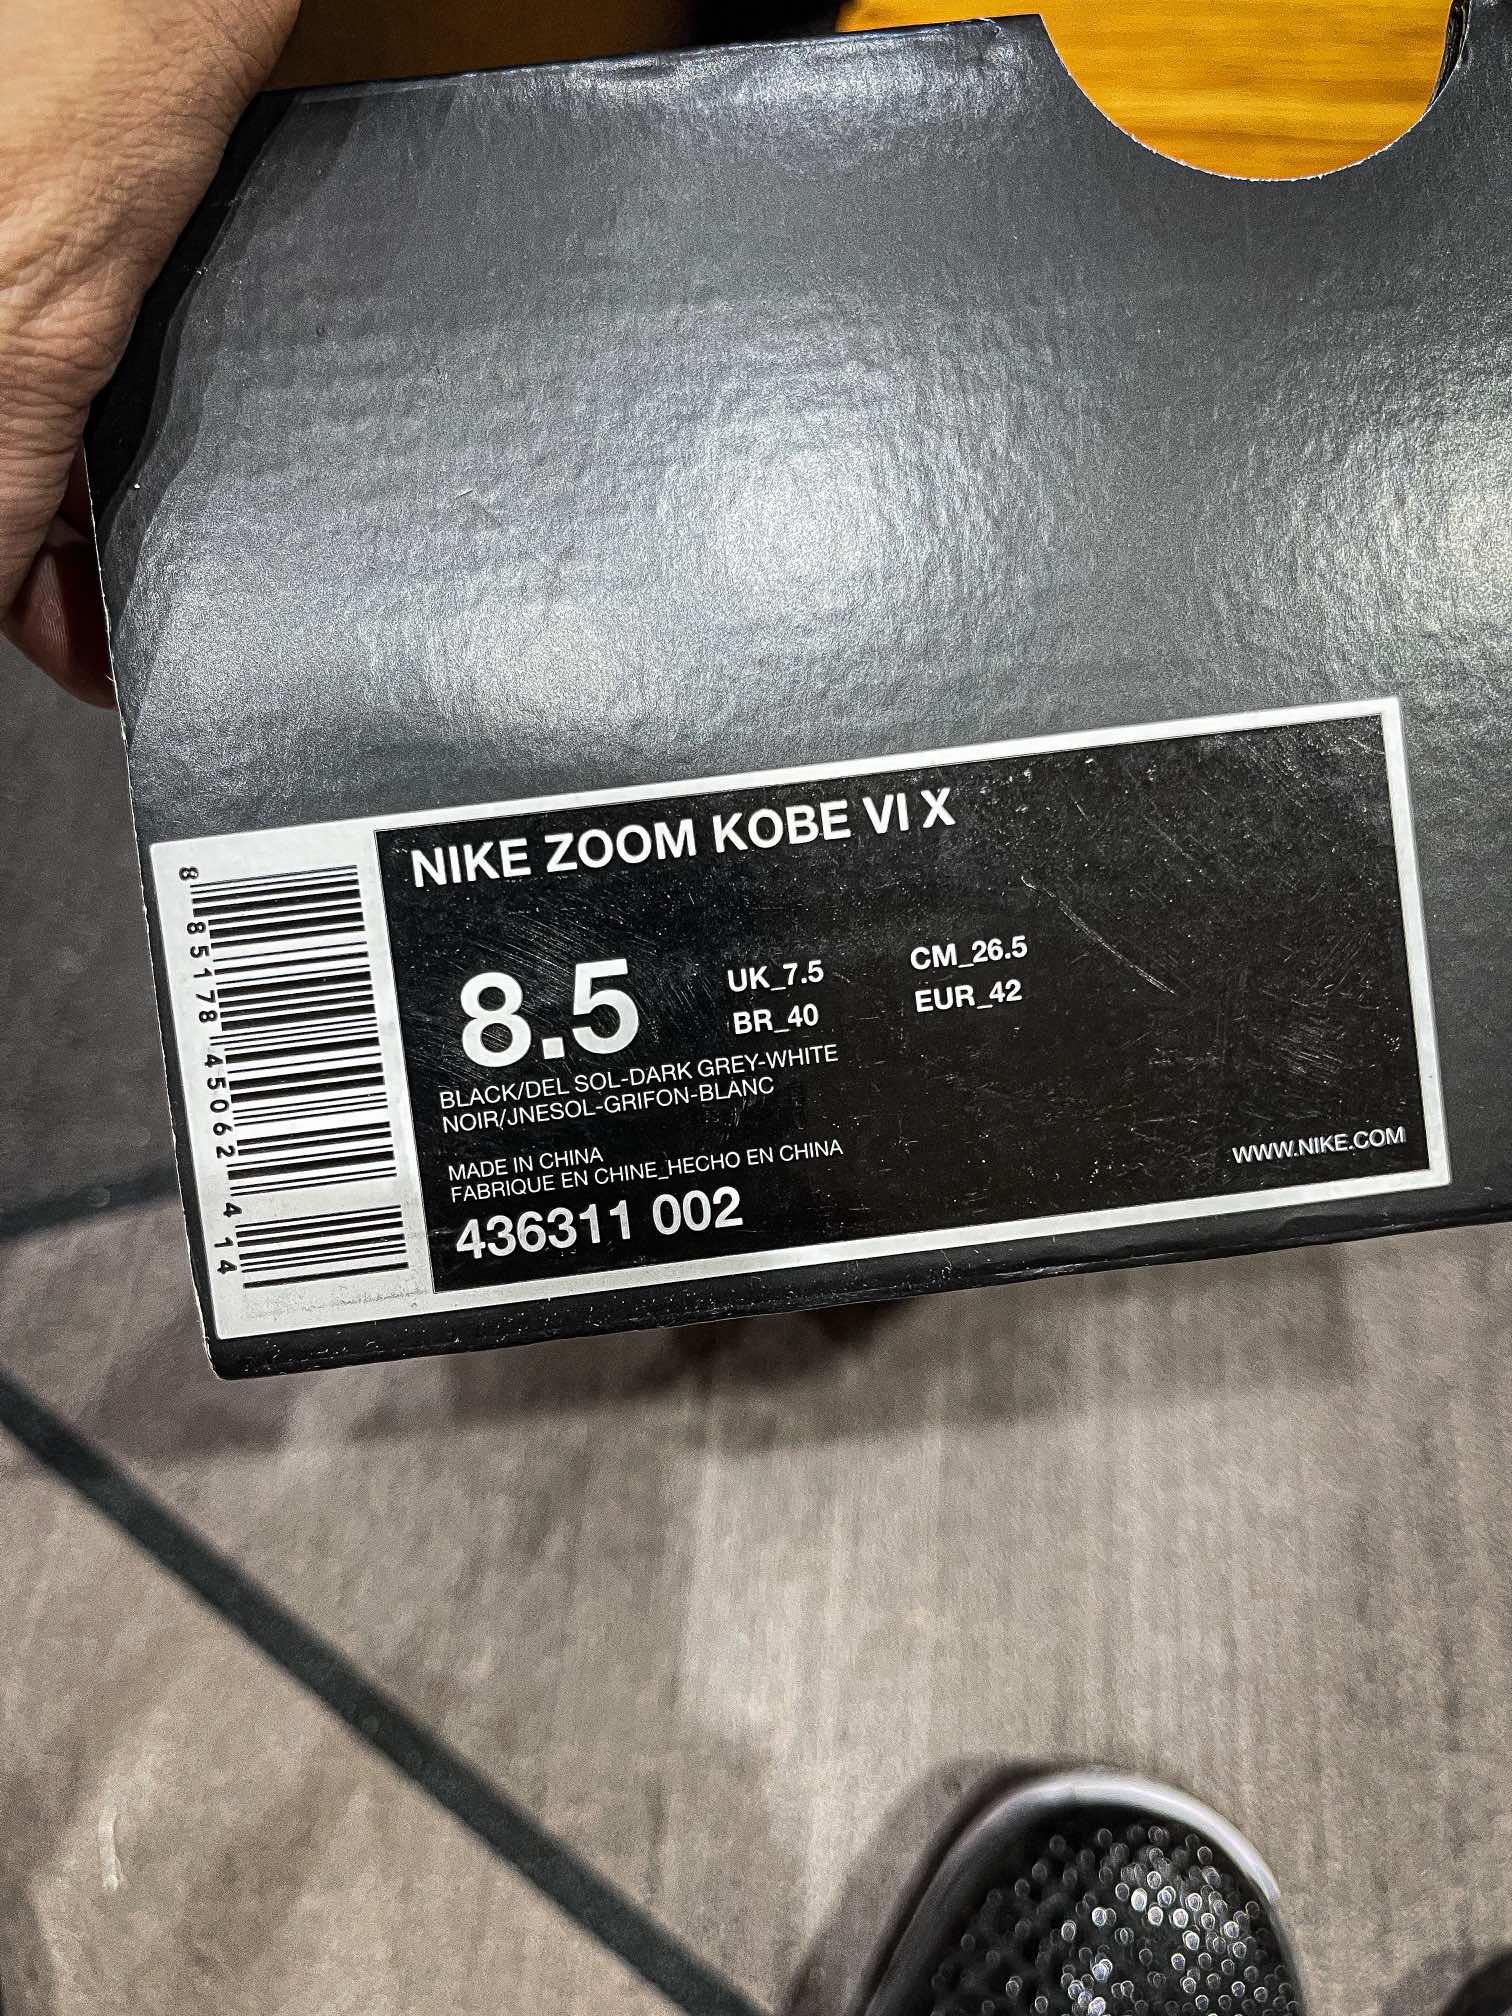 NIKE ZOOM KOBE VI X
8.5
UK_7.5
CM_26.5
BR_40
EUR_42
BLACK/DEL SOL-DARK GREY-WHITE
NOIR/JNESOL-GRIFON-BLANC
MADE IN CHINA
FABRIQUE EN CHINE_HECHO EN CHINA
436311 002
WWW.NIKE.COM
8 85178 45062 4 14